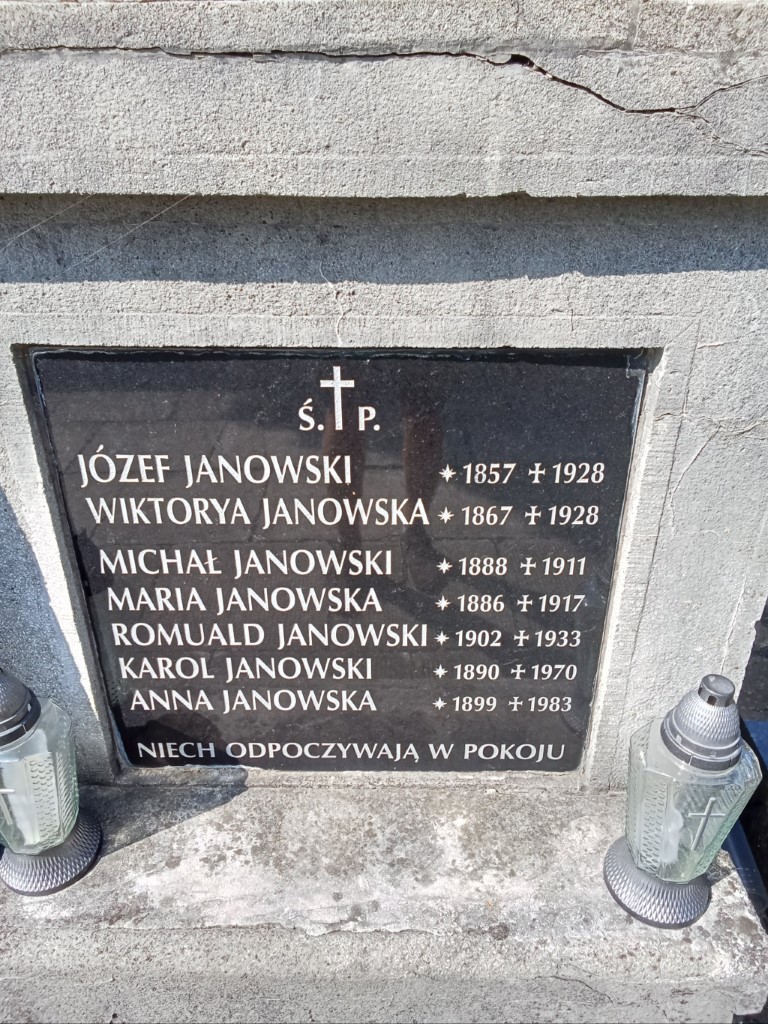 Ś. P.
JÓZEF JANOWSKI ✴ 1857 ✝ 1928
WIKTORYA JANOWSKA ✴ 1867 ✝ 1928
MICHAŁ JANOWSKI ✴ 1888 ✝ 1911
MARIA JANOWSKA ✴ 1886 ✝ 1917
ROMUALD JANOWSKI ✴ 1902 ✝ 1933
KAROL JANOWSKI ✴ 1890 ✝ 1970
ANNA JANOWSKA ✴ 1899 ✝ 1983
NIECH ODPOCZYWAJĄ W POKOJU